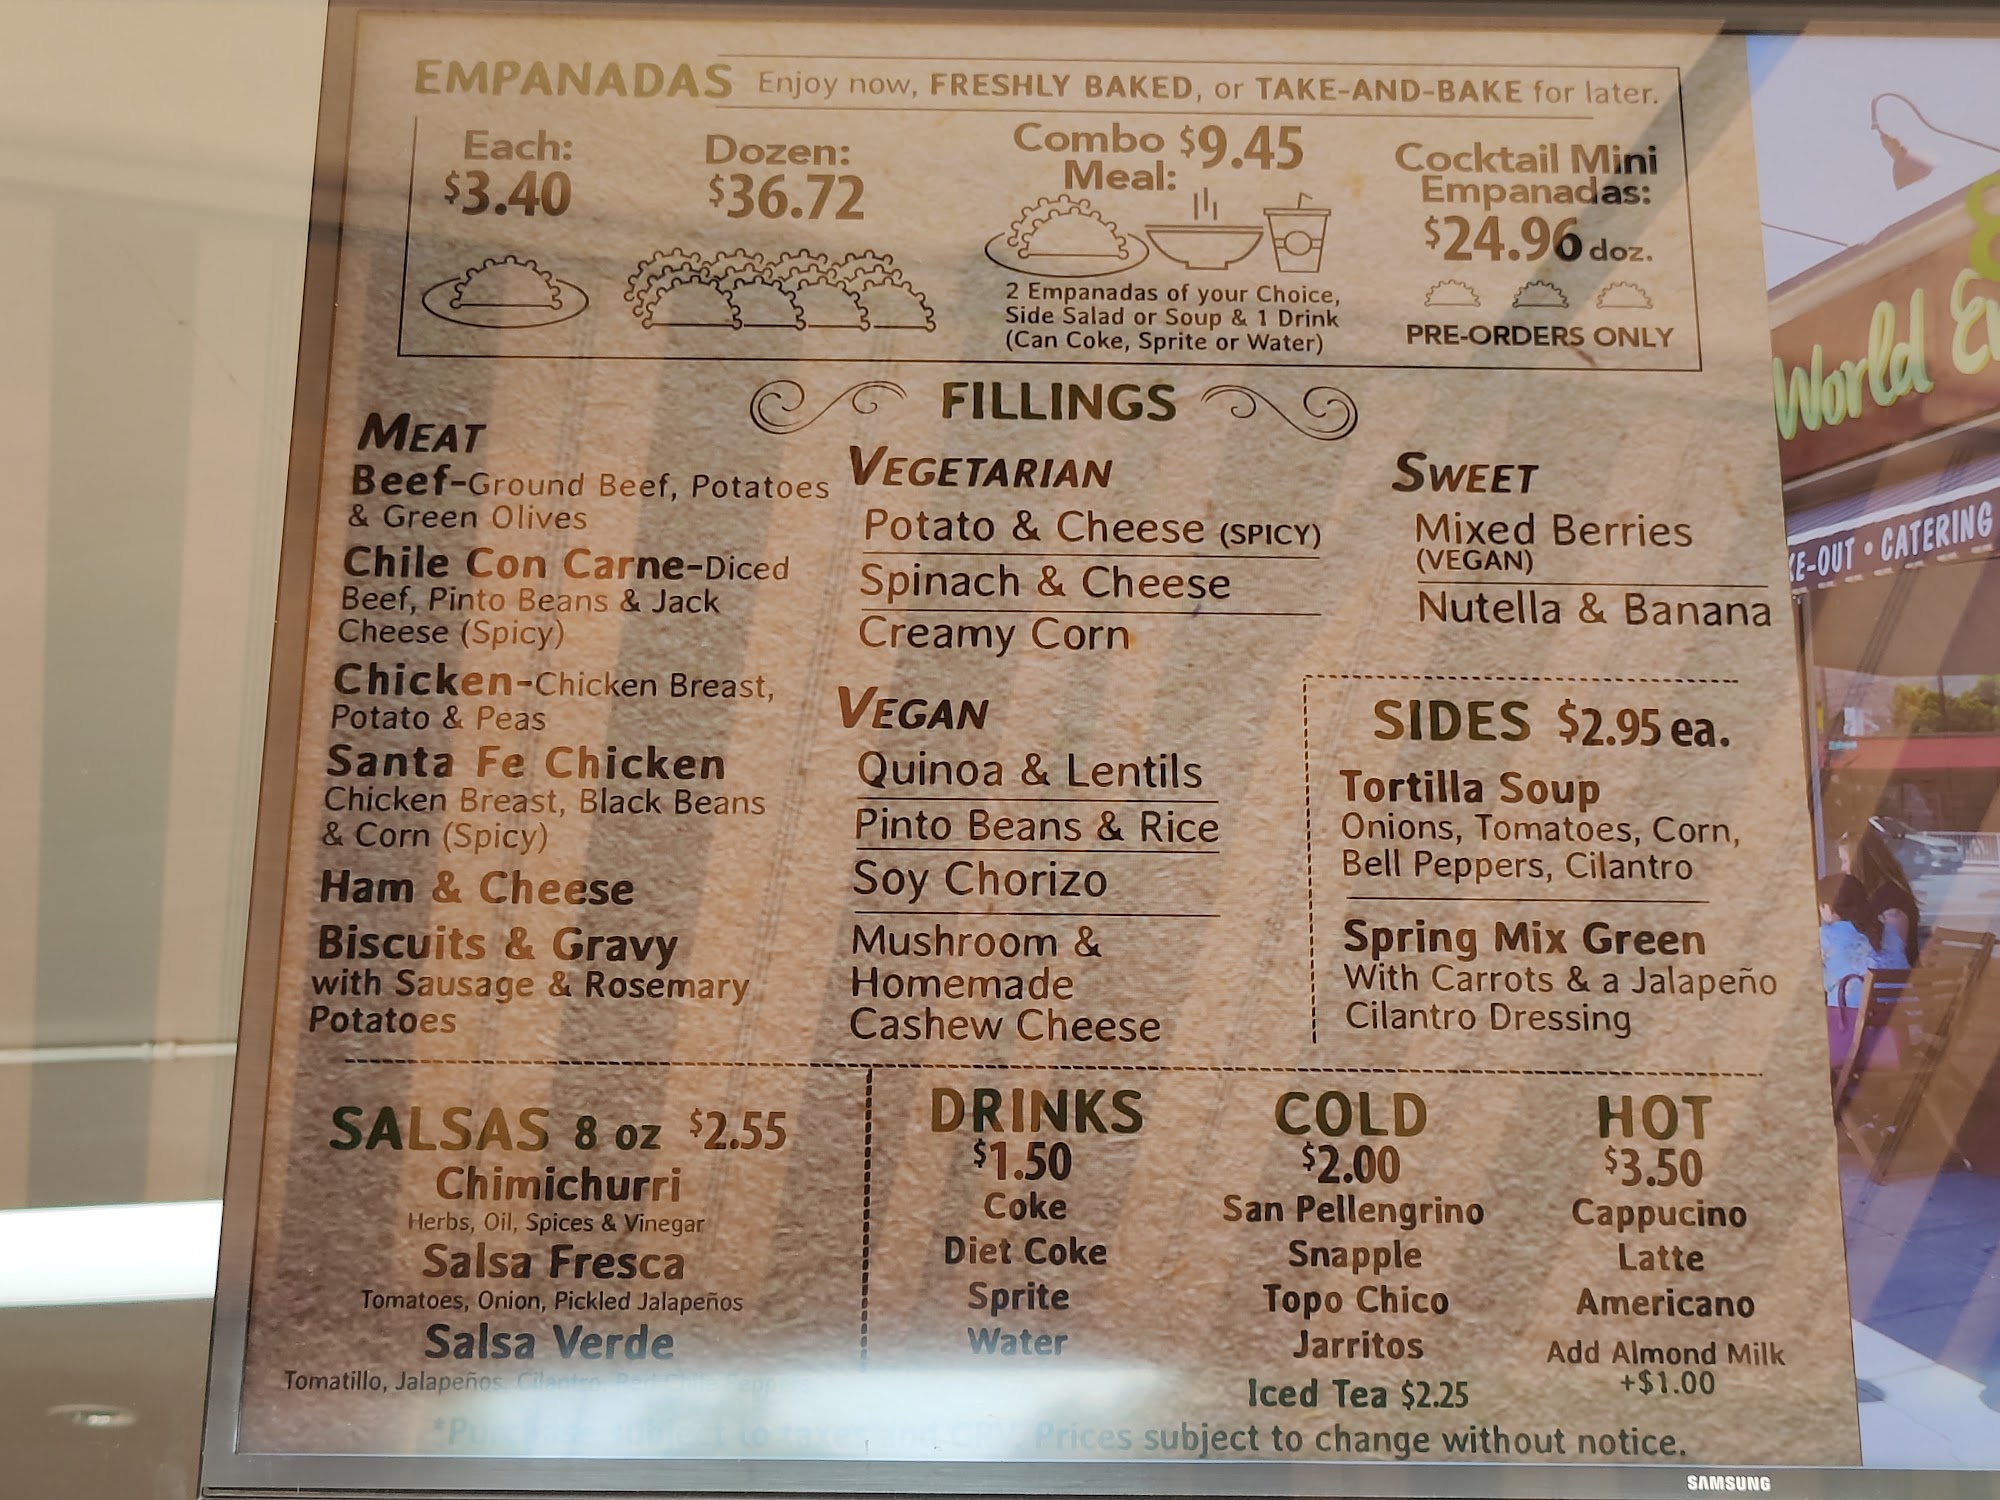 EMPANADAS Enjoy now, FRESHLY BAKED, or TAKE-AND-BAKE for later.
Each:
$3.40
Dozen:
$36.72
Combo $9.45
Meal:
2 Empanadas of your Choice,
Side Salad or Soup & 1 Drink
(Can Coke, Sprite or Water)
Cocktail Mini
Empanadas:
$24.96 doz.
PRE-ORDERS ONLY
FILLINGS
MEAT
Beef-Ground Beef, Potatoes
& Green Olives
Chile Con Carne-Diced
Beef, Pinto Beans & Jack
Cheese (Spicy)
Chicken-Chicken Breast,
Potato & Peas
Santa Fe Chicken
Chicken Breast, Black Beans
& Corn (Spicy)
Ham & Cheese
Biscuits & Gravy
with Sausage & Rosemary
Potatoes
VEGETARIAN
Potato & Cheese (SPICY)
Spinach & Cheese
Creamy Corn
VEGAN
Quinoa & Lentils
Pinto Beans & Rice
Soy Chorizo
Mushroom &
Homemade
Cashew Cheese
SWEET
Mixed Berries
(VEGAN)
Nutella & Banana
SIDES $2.95 ea.
Tortilla Soup
Onions, Tomatoes, Corn,
Bell Peppers, Cilantro
Spring Mix Green
With Carrots & a Jalapeño
Cilantro Dressing
SALSAS 8 oz $2.55
Chimichurri
Herbs, Oil, Spices & Vinegar
Salsa Fresca
Tomatoes, Onion, Pickled Jalapeños
Salsa Verde
Tomatillo, Jalapeños, Cilantro, Red Chile
DRINKS
$1.50
Coke
Diet Coke
Sprite
Water
COLD
$2.00
San Pellengrino
Snapple
Topo Chico
Jarritos
Iced Tea $2.25
HOT
$3.50
Cappucino
Latte
Americano
Add Almond Milk
+$1.00
*Purchase subject to taxes and CRV. Prices subject to change without notice.
World
CATERING
SAMSUNG